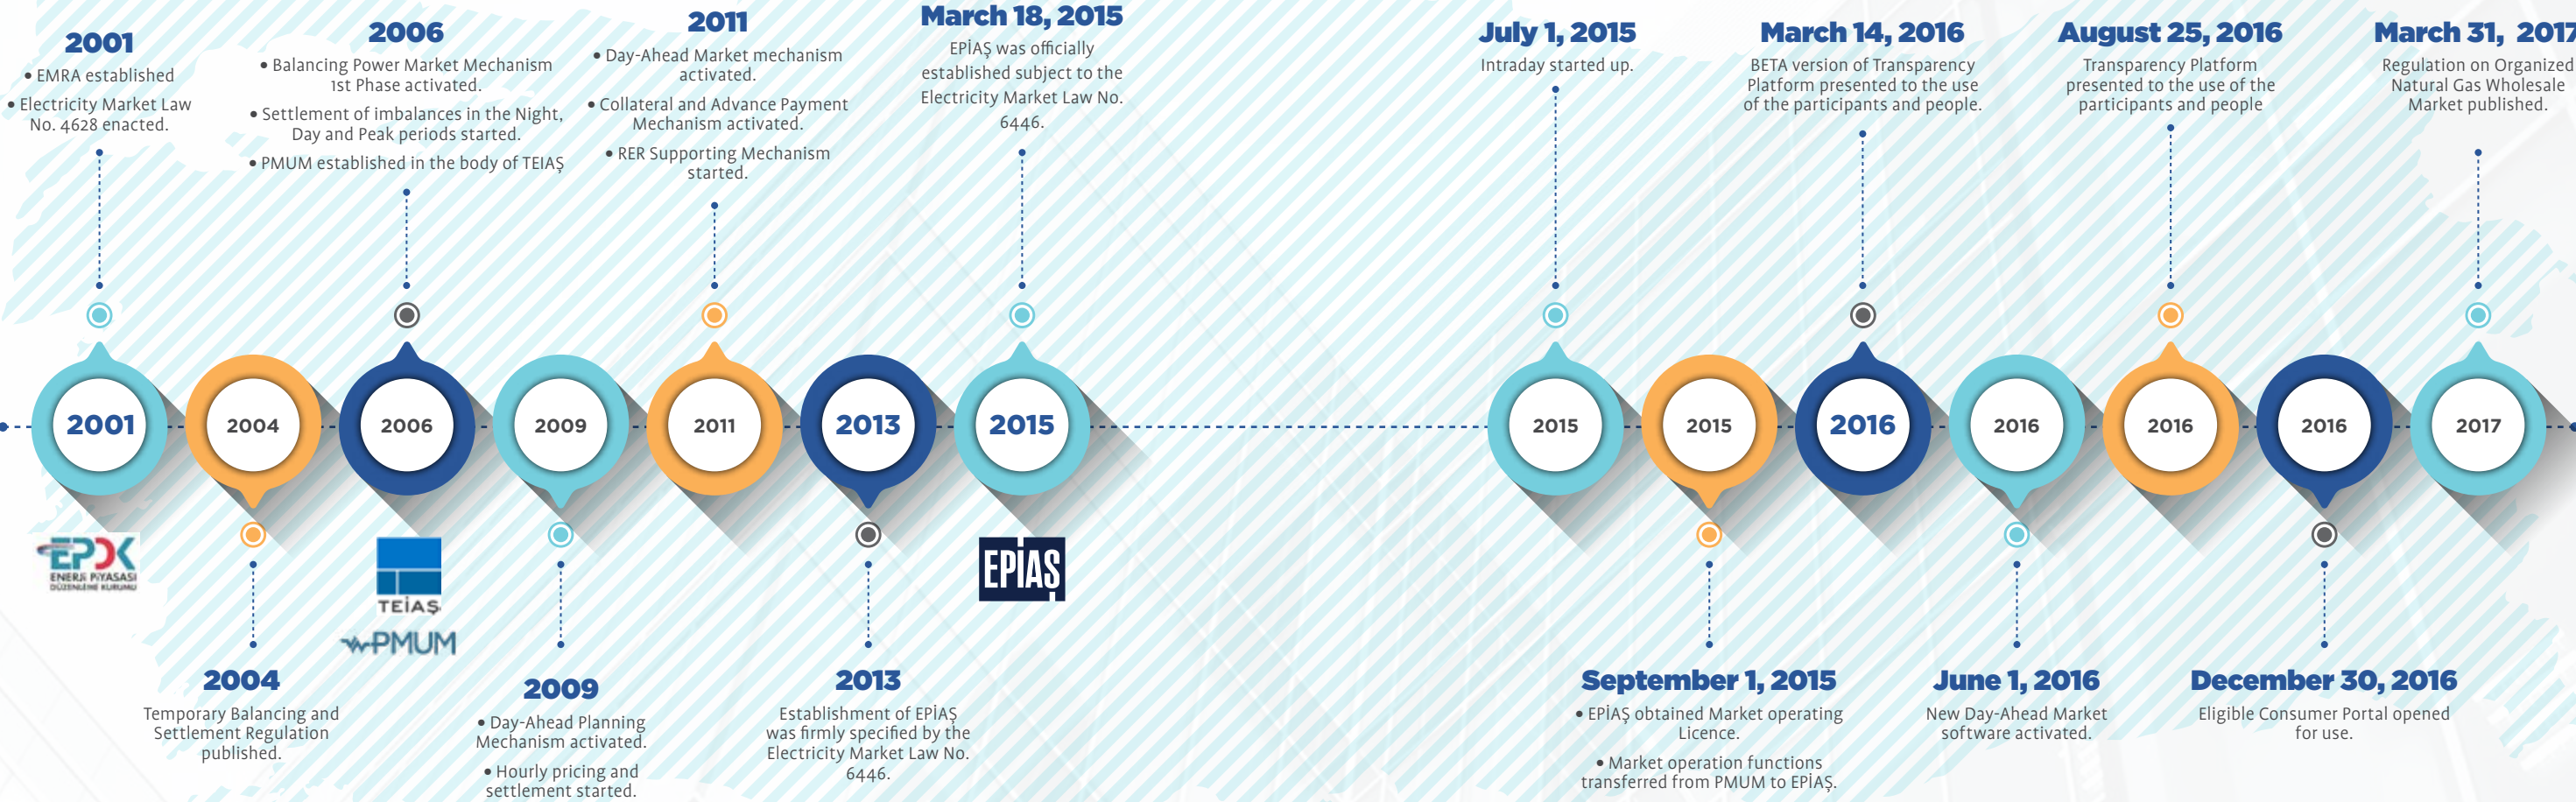 2001
• EMRA established
• Electricity Market Law
No. 4628 enacted.
2006
• Balancing Power Market Mechanism
1st Phase activated.
• Settlement of imbalances in the Night,
Day and Peak periods started.
• PMUM established in the body of TEIAŞ
2011
• Day-Ahead Market mechanism
activated.
• Collateral and Advance Payment
Mechanism activated.
• RER Supporting Mechanism
started.
March 18, 2015
EPİAŞ was officially
established subject to the
Electricity Market Law No.
6446.
July 1, 2015
Intraday started up.
March 14, 2016
BETA version of Transparency
Platform presented to the use
of the participants and people.
August 25, 2016
Transparency Platform
presented to the use of the
participants and people
March 31, 2017
Regulation on Organized
Natural Gas Wholesale
Market published.
2001
2004
2006
2009
2011
2013
2015
2015
2015
2016
2016
2016
2016
2017
EPDK
ENERJİ PİYASASI
DÜZENLEME KURUMU
TEİAŞ
PMUM
EPİAŞ
2004
Temporary Balancing and
Settlement Regulation
published.
2009
• Day-Ahead Planning
Mechanism activated.
• Hourly pricing and
settlement started.
2013
Establishment of EPİAŞ
was firmly specified by the
Electricity Market Law No.
6446.
September 1, 2015
• EPİAŞ obtained Market operating
Licence.
• Market operation functions
transferred from PMUM to EPİAŞ.
June 1, 2016
New Day-Ahead Market
software activated.
December 30, 2016
Eligible Consumer Portal opened
for use.